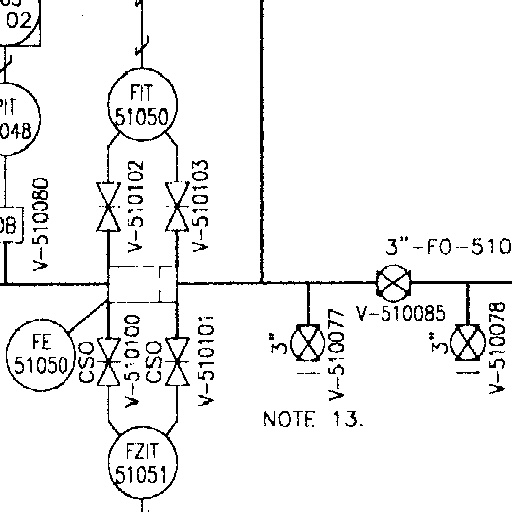 02
FIT
51050
PIT
048
V-510080
V-510102
V-510103
0B
3"-FO-510
V-510085
FE
51050
CSO
V-510100
CSO
V-510101
3"
V-510077
3"
V-510078
NOTE 13.
FZIT
51051